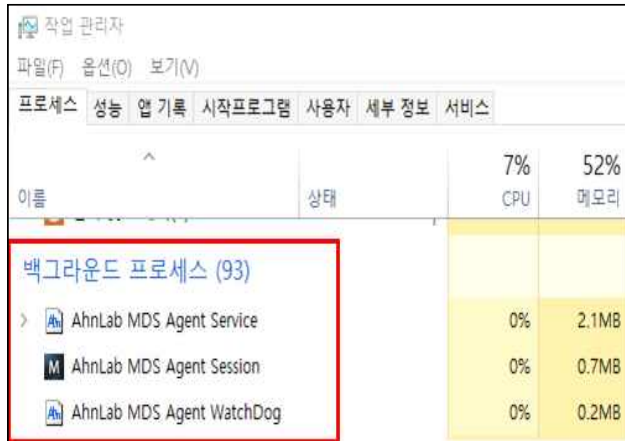 작업 관리자
파일(F) 옵션(O) 보기(V)
프로세스 성능 앱 기록 시작프로그램 사용자 세부 정보 서비스
7% 52%
이름 상태 CPU 메모리
백그라운드 프로세스 (93)
AhnLab MDS Agent Service 0% 2.1MB
M AhnLab MDS Agent Session 0% 0.7MB
AhnLab MDS Agent WatchDog 0% 0.2MB